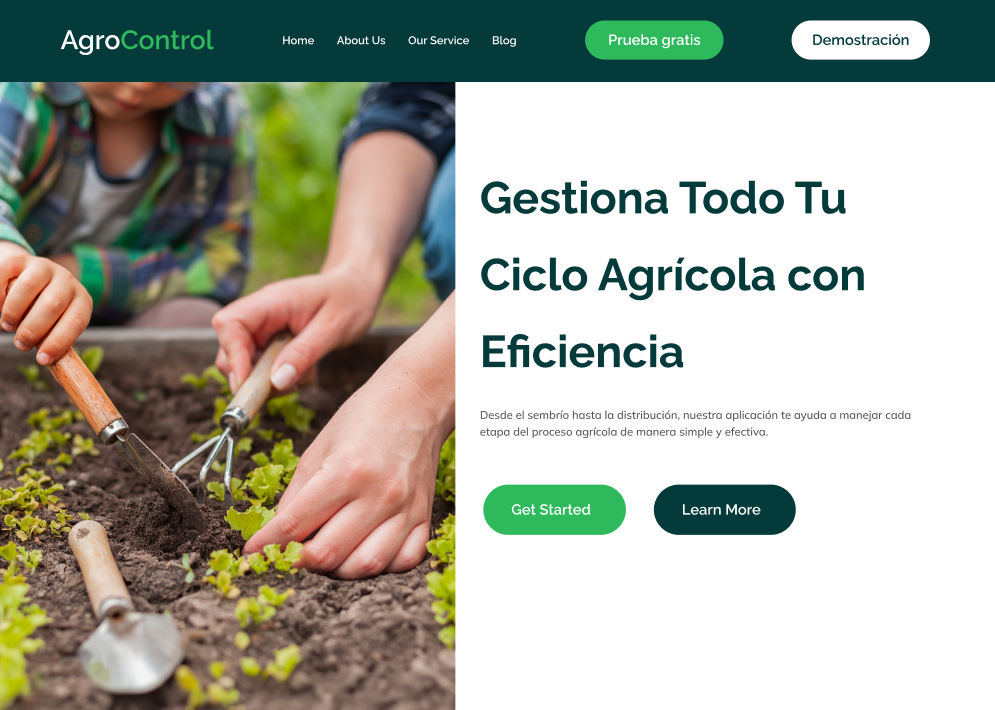 AgroControl
Home About Us Our Service Blog
Prueba gratis
Demostración
Gestiona Todo Tu
Ciclo Agrícola con
Eficiencia
Desde el sembrío hasta la distribución, nuestra aplicación te ayuda a manejar cada
etapa del proceso agrícola de manera simple y efectiva.
Get Started
Learn More